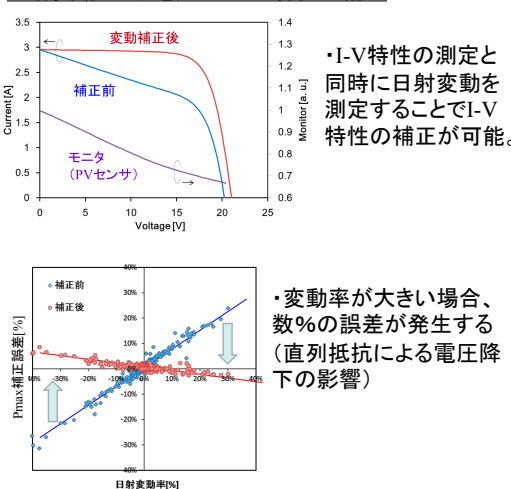 3.5
3
2.5
2
1.5
1
0.5
0
Current [A]
0
5
10
15
20
25
Voltage [V]
1.4
1.3
1.2
1.1
1
0.9
0.8
0.7
0.6
Monitor [a. u.]
変動補正後
補正前
モニタ
(PVセンサ)
・I-V特性の測定と
同時に日射変動を
測定することでI-V
特性の補正が可能。
40%
30%
20%
10%
0%
-10%
-20%
-30%
-40%
補正前
補正後
Pmax補正誤差[%]
-30%
-20%
-10%
0%
10%
20%
30%
40%
日射変動率[%]
・変動率が大きい場合、
数%の誤差が発生する
(直列抵抗による電圧降
下の影響)